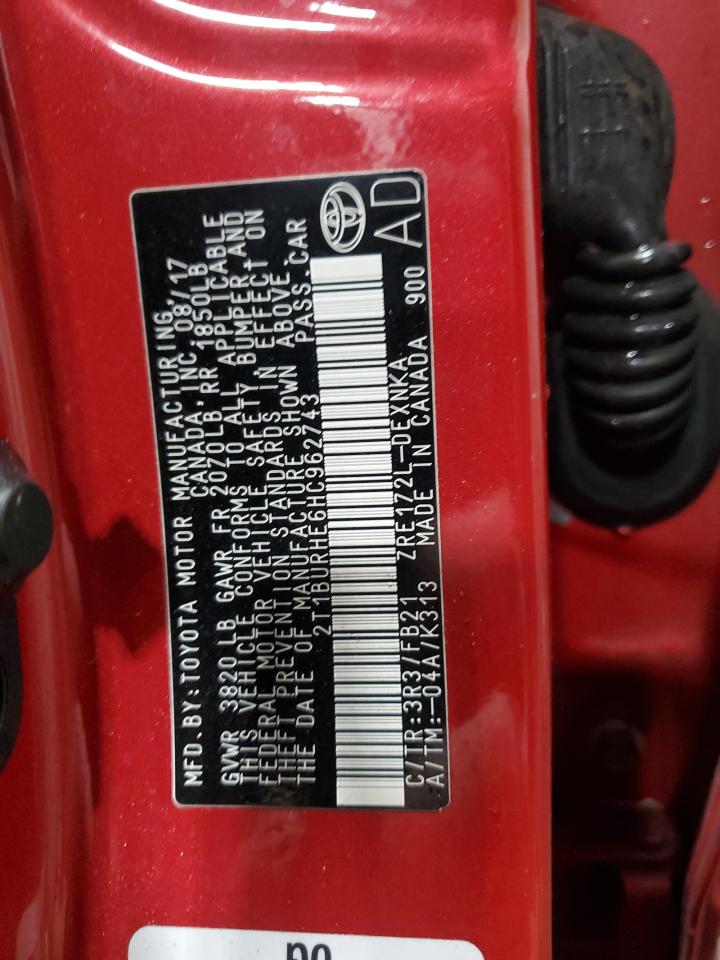 MFD.BY:TOYOTA MOTOR MANUFACTURING,
CANADA, INC. 08/17
GVWR 3820 LB GAWR FR 2070LB, RR 1850LB
THIS VEHICLE CONFORMS TO ALL APPLICABLE
FEDERAL MOTOR VEHICLE SAFETY, BUMPER, AND
THEFT PREVENTION STANDARDS IN EFFECT ON
THE DATE OF MANUFACTURE SHOWN ABOVE.
2T1BURHE6HC962743 PASS.CAR
AD
C/TR:3R3/FB21 ZRE172L-DEXNKA
A/TM:-04A/K313 MADE IN CANADA 900